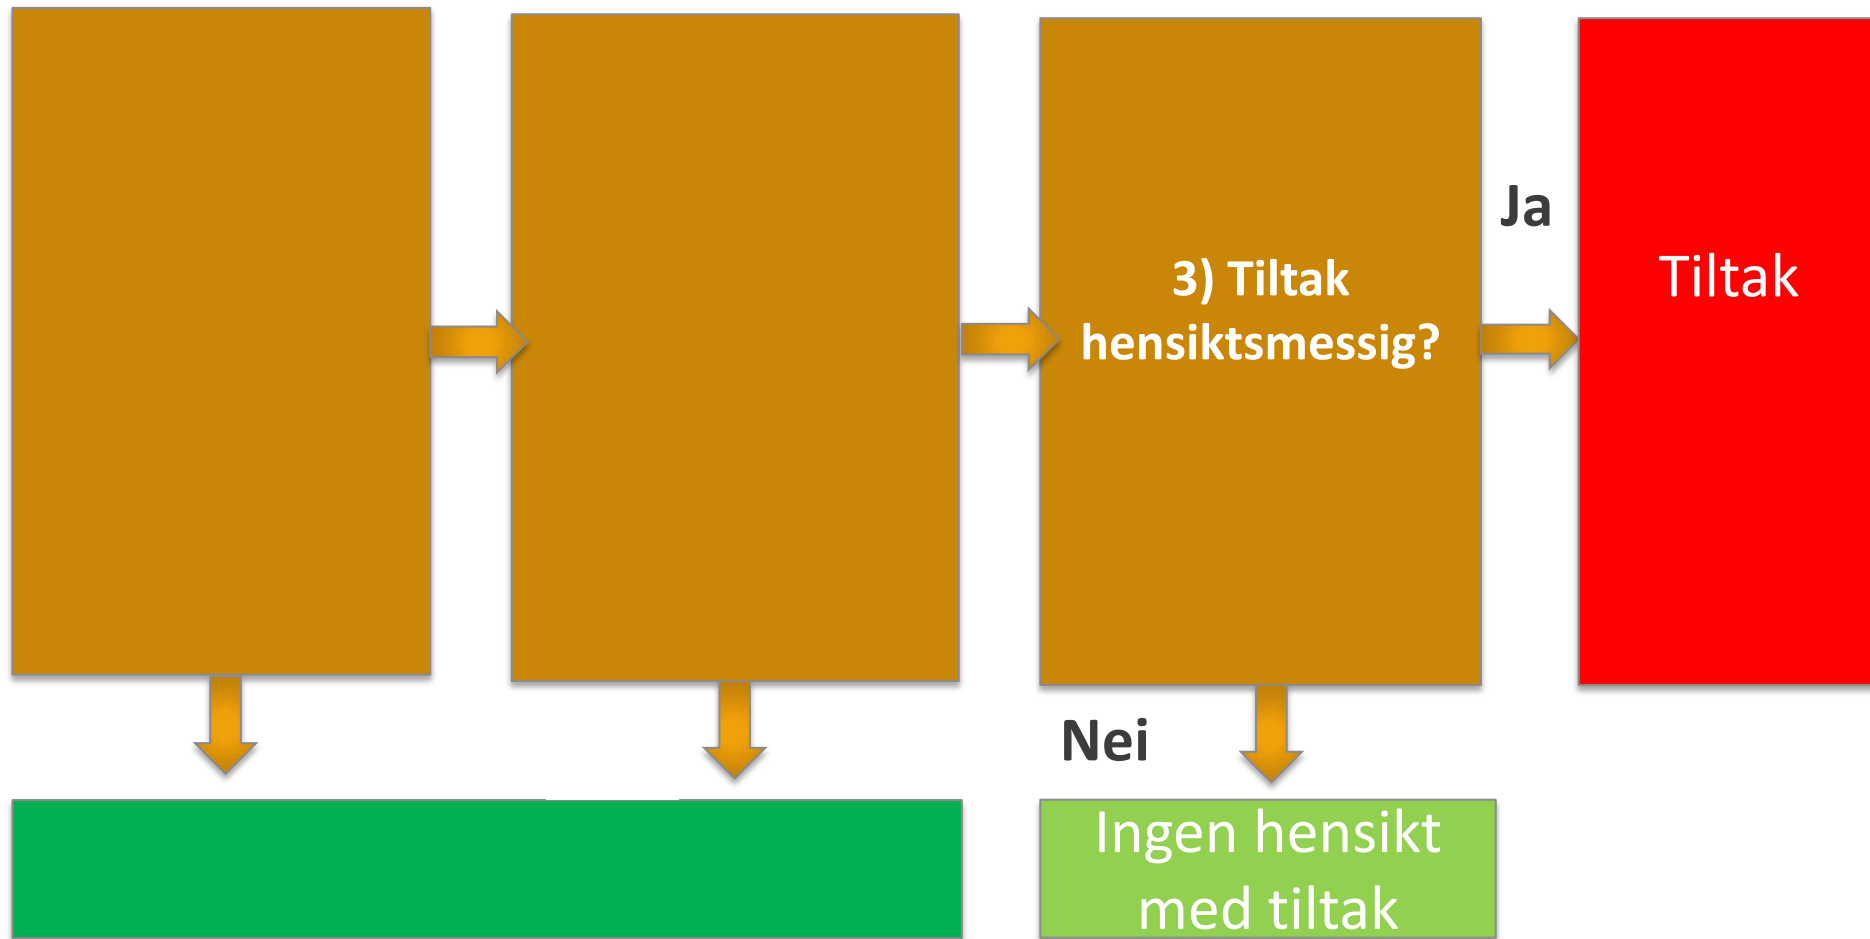 Ja
3) Tiltak
hensiktsmessig?
Tiltak
Nei
Ingen hensikt
med tiltak